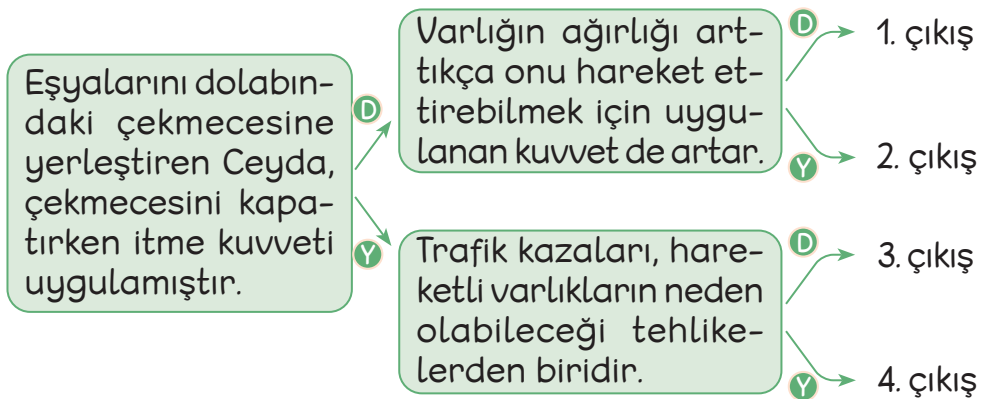 Eşyalarını dolabın-
daki çekmecesine
yerleştiren Ceyda,
çekmecesini kapa-
tırken itme kuvveti
uygulamıştır.
D
Y
Varlığın ağırlığı art-
tıkça onu hareket et-
tirebilmek için uygu-
lanan kuvvet de artar.
D
1. çıkış
Y
2. çıkış
Trafik kazaları, hare-
ketli varlıkların neden
olabileceği tehlike-
lerden biridir.
D
3. çıkış
Y
4. çıkış